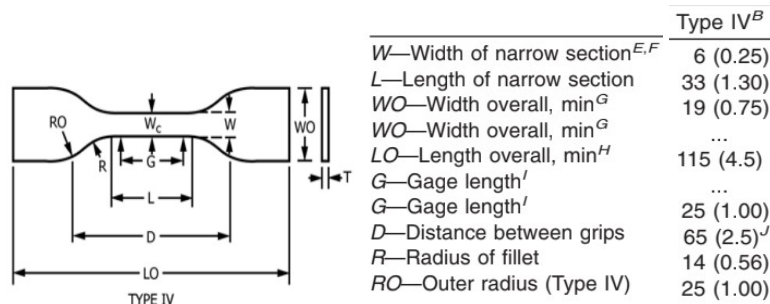 Type IV^B
W—Width of narrow section^E,F 6 (0.25)
L—Length of narrow section 33 (1.30)
WO—Width overall, min^G 19 (0.75)
WO—Width overall, min^G ...
LO—Length overall, min^H 115 (4.5)
G—Gage length^I ...
G—Gage length^I 25 (1.00)
D—Distance between grips 65 (2.5)^J
R—Radius of fillet 14 (0.56)
RO—Outer radius (Type IV) 25 (1.00)
RO
Wc
W
WO
R
G
T
L
D
LO
TYPE IV